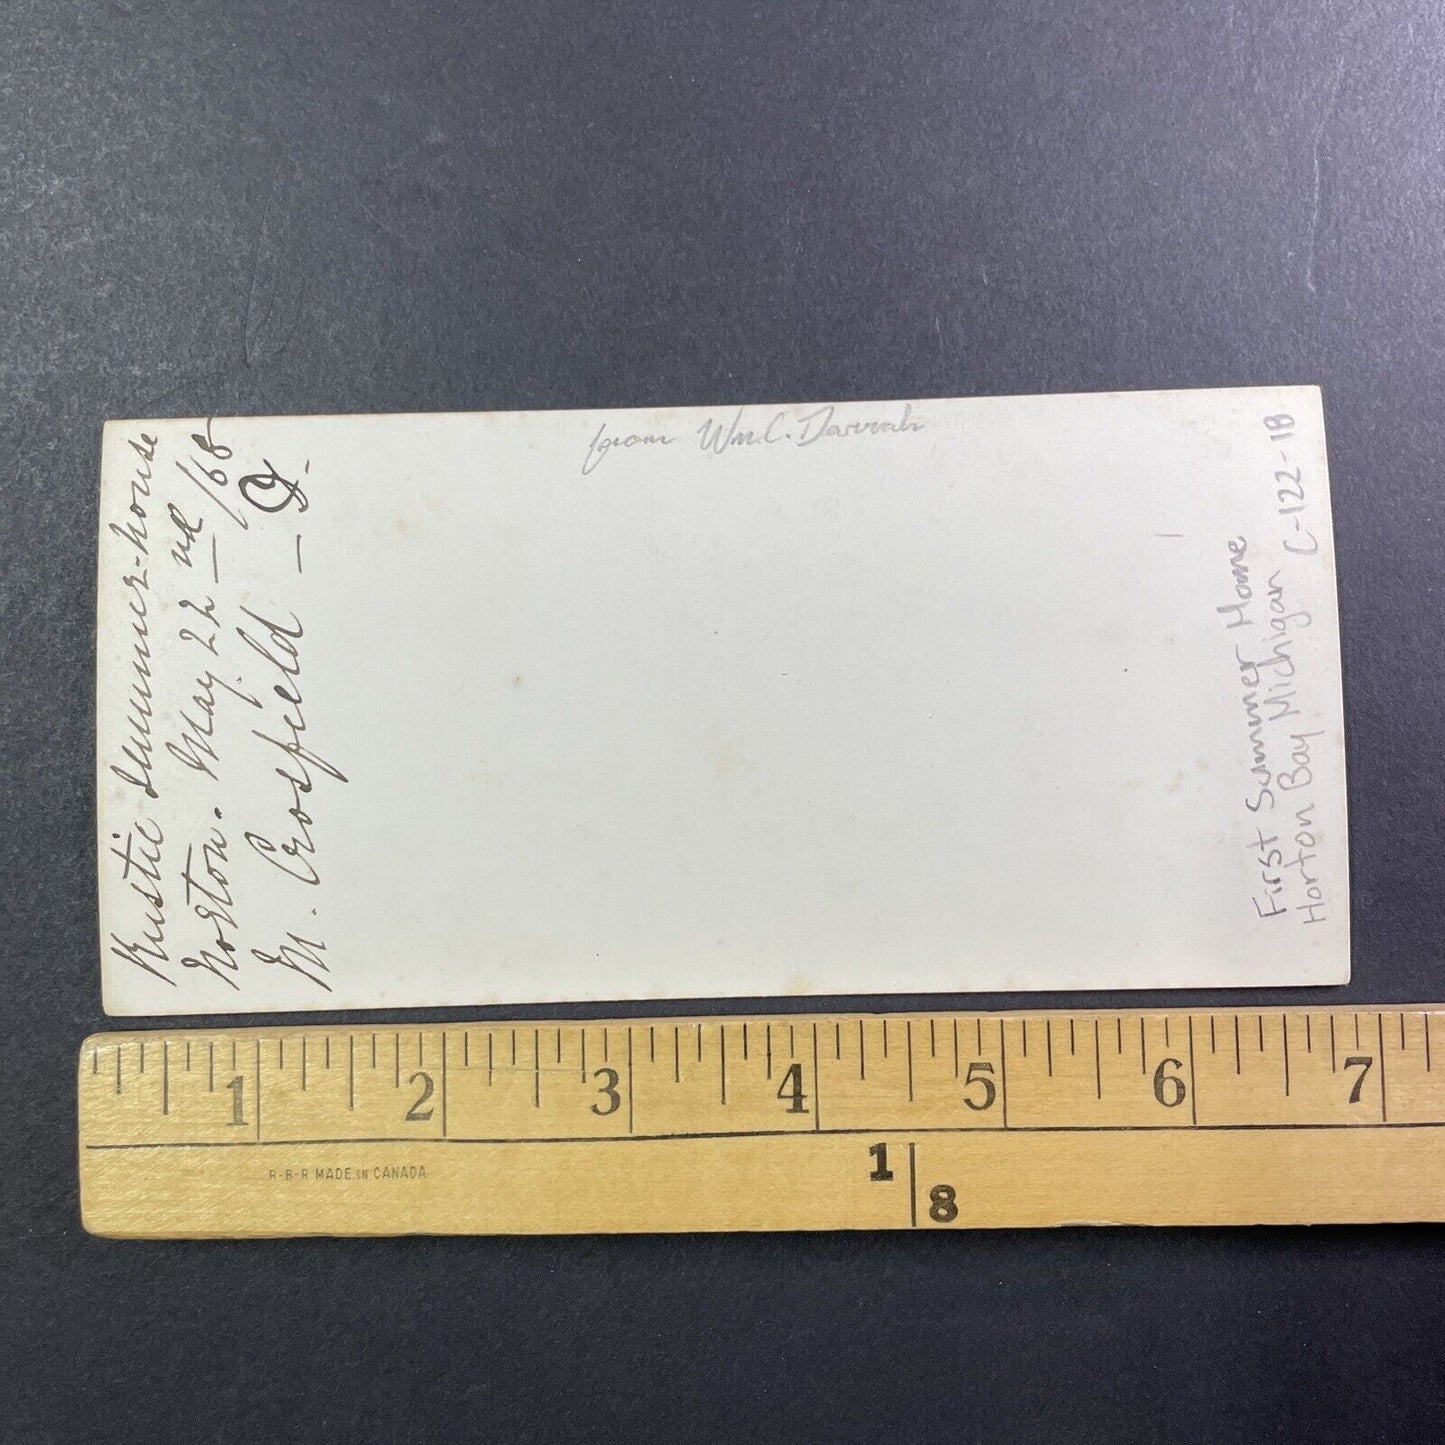 Rustic Summer-house
Norton. May 22nd /68
M. Crosfield —
from Wm. C. Darrah
First Summer Home
Horton Bay Michigan C-122-18
1 2 3 4 5 6 7
R-B-R MADE IN CANADA
1
8